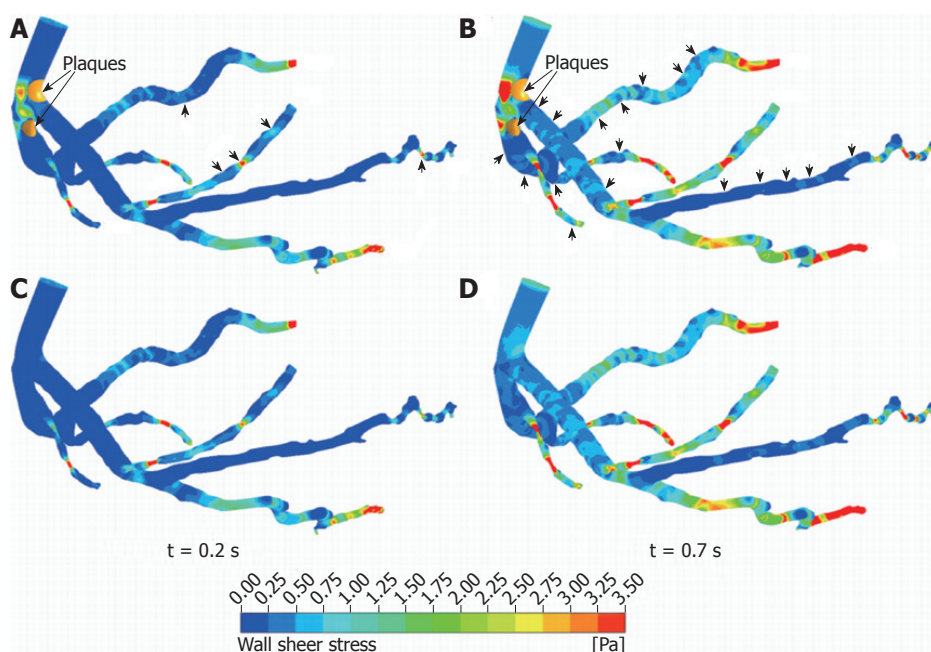 A
B
Plaques
Plaques
C
D
t = 0.2 s
t = 0.7 s
0.00 0.25 0.50 0.75 1.00 1.25 1.50 1.75 2.00 2.25 2.50 2.75 3.00 3.25 3.50
Wall sheer stress [Pa]